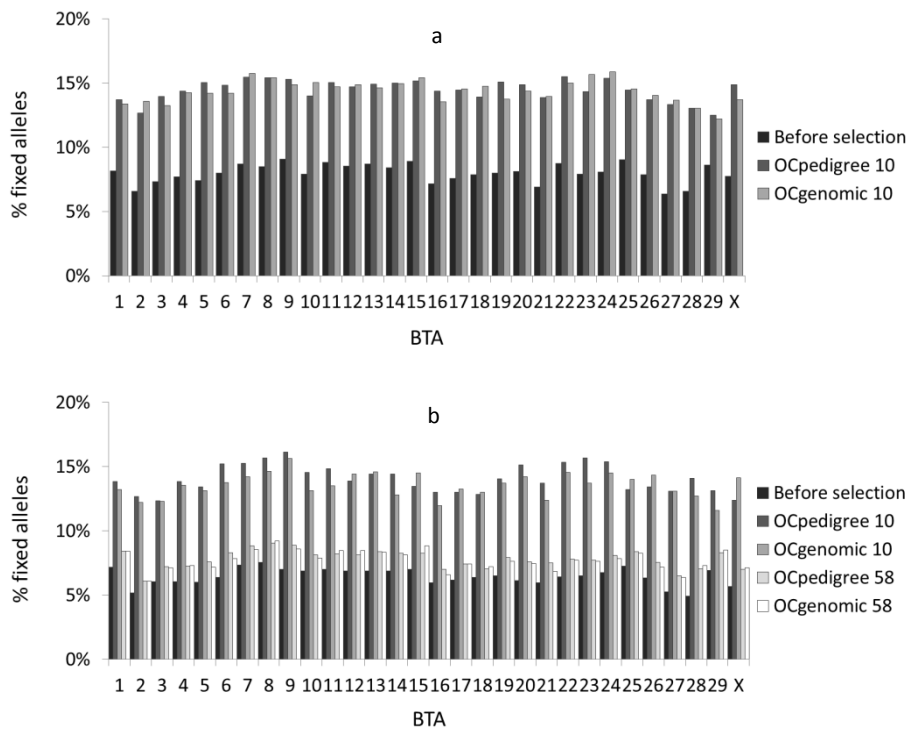 a
20%
15%
10%
5%
0%
% fixed alleles
1 2 3 4 5 6 7 8 9 10 11 12 13 14 15 16 17 18 19 20 21 22 23 24 25 26 27 28 29 X
BTA
Before selection
OCpedigree 10
OCgenomic 10
b
20%
15%
10%
5%
0%
% fixed alleles
1 2 3 4 5 6 7 8 9 10 11 12 13 14 15 16 17 18 19 20 21 22 23 24 25 26 27 28 29 X
BTA
Before selection
OCpedigree 10
OCgenomic 10
OCpedigree 58
OCgenomic 58